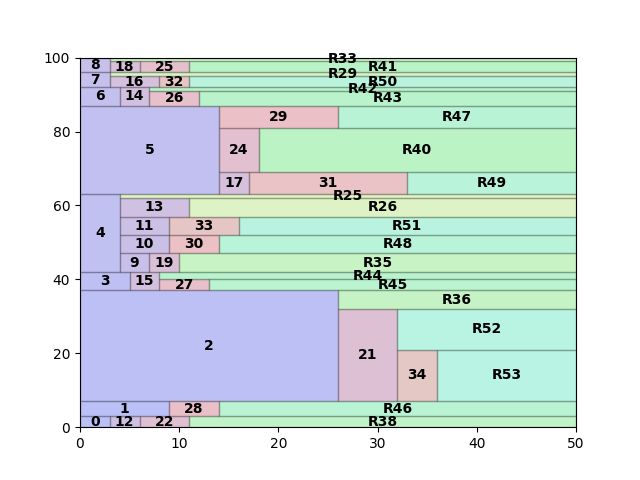 100
R33
8 18 25 R41
R29
7 16 32 R50
R42
6 14 26 R43
29 R47
80
5 24 R40
17 31 R49
R25
60
13 R26
4 11 33 R51
10 30 R48
9 19 R35
40
R44
3 15 27 R45
R36
2 21 R52
34 R53
20
1 28 R46
0 12 22 R38
0
0 10 20 30 40 50